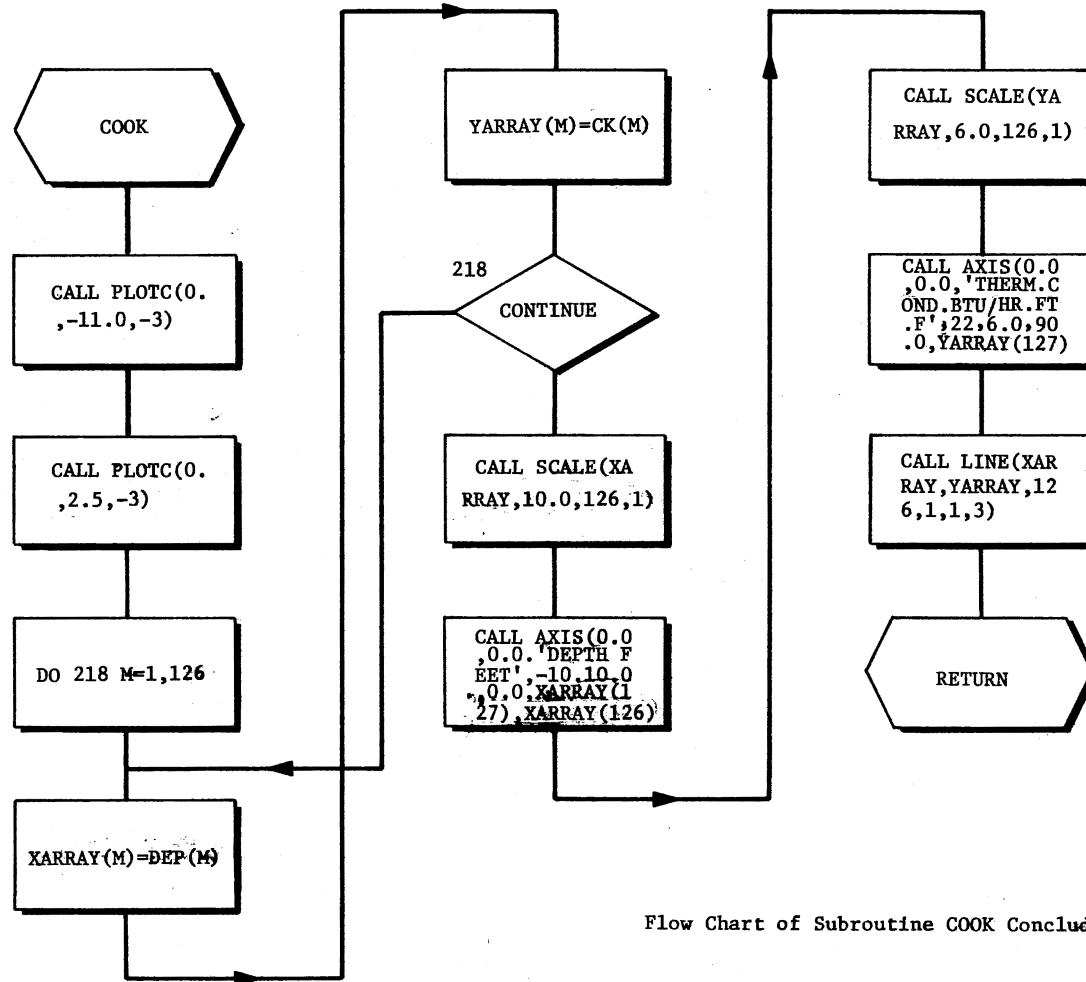 COOK
CALL PLOTC(0.
,-11.0,-3)
CALL PLOTC(0.
,2.5,-3)
DO 218 M=1,126
XARRAY(M)=DEP(M)
YARRAY(M)=CK(M)
218
CONTINUE
CALL SCALE(XA
RRAY,10.0,126,1)
CALL AXIS(0.0
,0.0.'DEPTH F
EET',-10,10.0
,0.0,XARRAY(1
27),XARRAY(126)
CALL SCALE(YA
RRAY,6.0,126,1)
CALL AXIS(0.0
,0.0,'THERM.C
OND.BTU/HR.FT
.F',22,6.0,90
.0,YARRAY(127)
CALL LINE(XAR
RAY,YARRAY,12
6,1,1,3)
RETURN
Flow Chart of Subroutine COOK Conclud